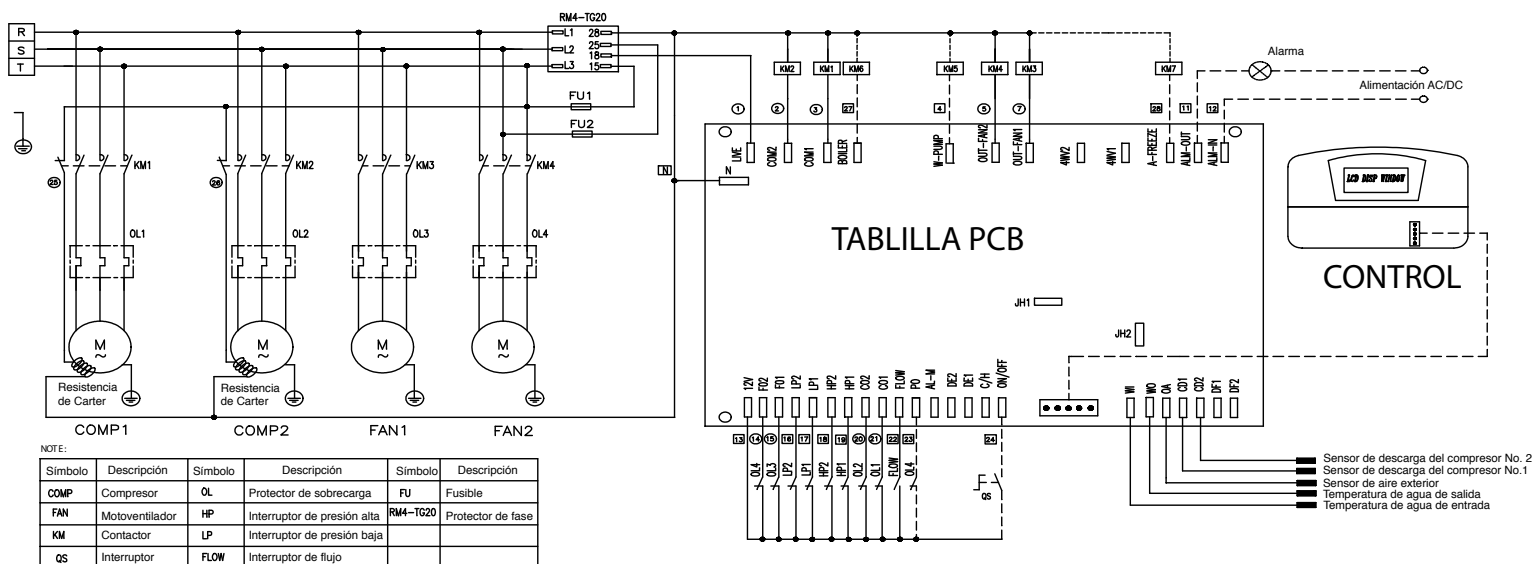 RM4-TG20
R
S
T
L1 28
25
L2
18
L3 15
FU1
FU2
KM1
KM2
KM3
KM4
25
26
OL1
OL2
OL3
OL4
M
~
M
~
M
~
M
~
Resistencia
de Carter
Resistencia
de Carter
COMP1
COMP2
FAN1
FAN2
KM2
KM1
KM6
KM5
KM4
KM3
KM7
Alarma
Alimentación AC/DC
1
2
3
27
4
5
7
28
11
12
LIVE
COM2
COM1
BOILER
W-PUMP
OUT-FAN2
OUT-FAN1
4WV2
4WV1
A-FREEZE
ALM-OUT
ALM-IN
N
N
TABLILLA PCB
LCD DISP WINDOW
CONTROL
JH1
JH2
12V
FO2
FO1
LP2
LP1
HP2
HP1
CO2
CO1
FLOW
PO
AL-M
DE2
DE1
C/H
ON/OFF
WI
WO
OA
CD1
CD2
DF1
DF2
13
14
15
16
17
18
19
20
21
22
23
24
OL4
OL3
LP2
LP1
HP2
HP1
OL2
OL1
FLOW
OL4
QS
Sensor de descarga del compresor No. 2
Sensor de descarga del compresor No.1
Sensor de aire exterior
Temperatura de agua de salida
Temperatura de agua de entrada
NOTE:
Símbolo Descripción Símbolo Descripción Símbolo Descripción
COMP Compresor OL Protector de sobrecarga FU Fusible
FAN Motoventilador HP Interruptor de presión alta RM4-TG20 Protector de fase
KM Contactor LP Interruptor de presión baja
QS Interruptor FLOW Interruptor de flujo